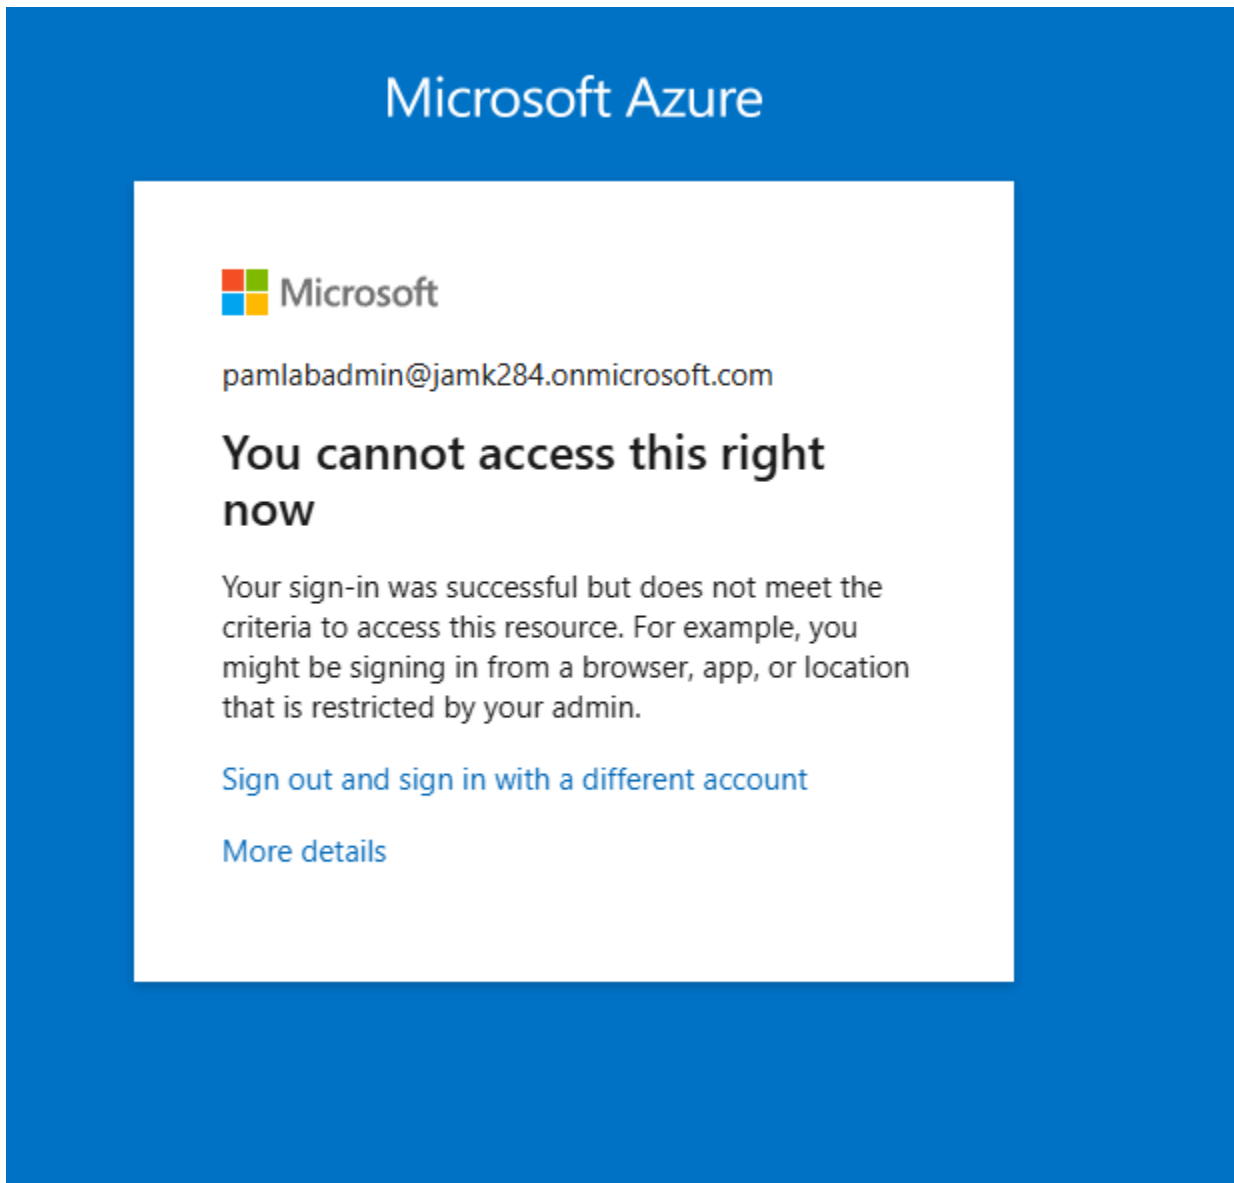 Microsoft Azure
Microsoft
pamlabadmin@jamk284.onmicrosoft.com
You cannot access this right
now
Your sign-in was successful but does not meet the
criteria to access this resource. For example, you
might be signing in from a browser, app, or location
that is restricted by your admin.
Sign out and sign in with a different account
More details